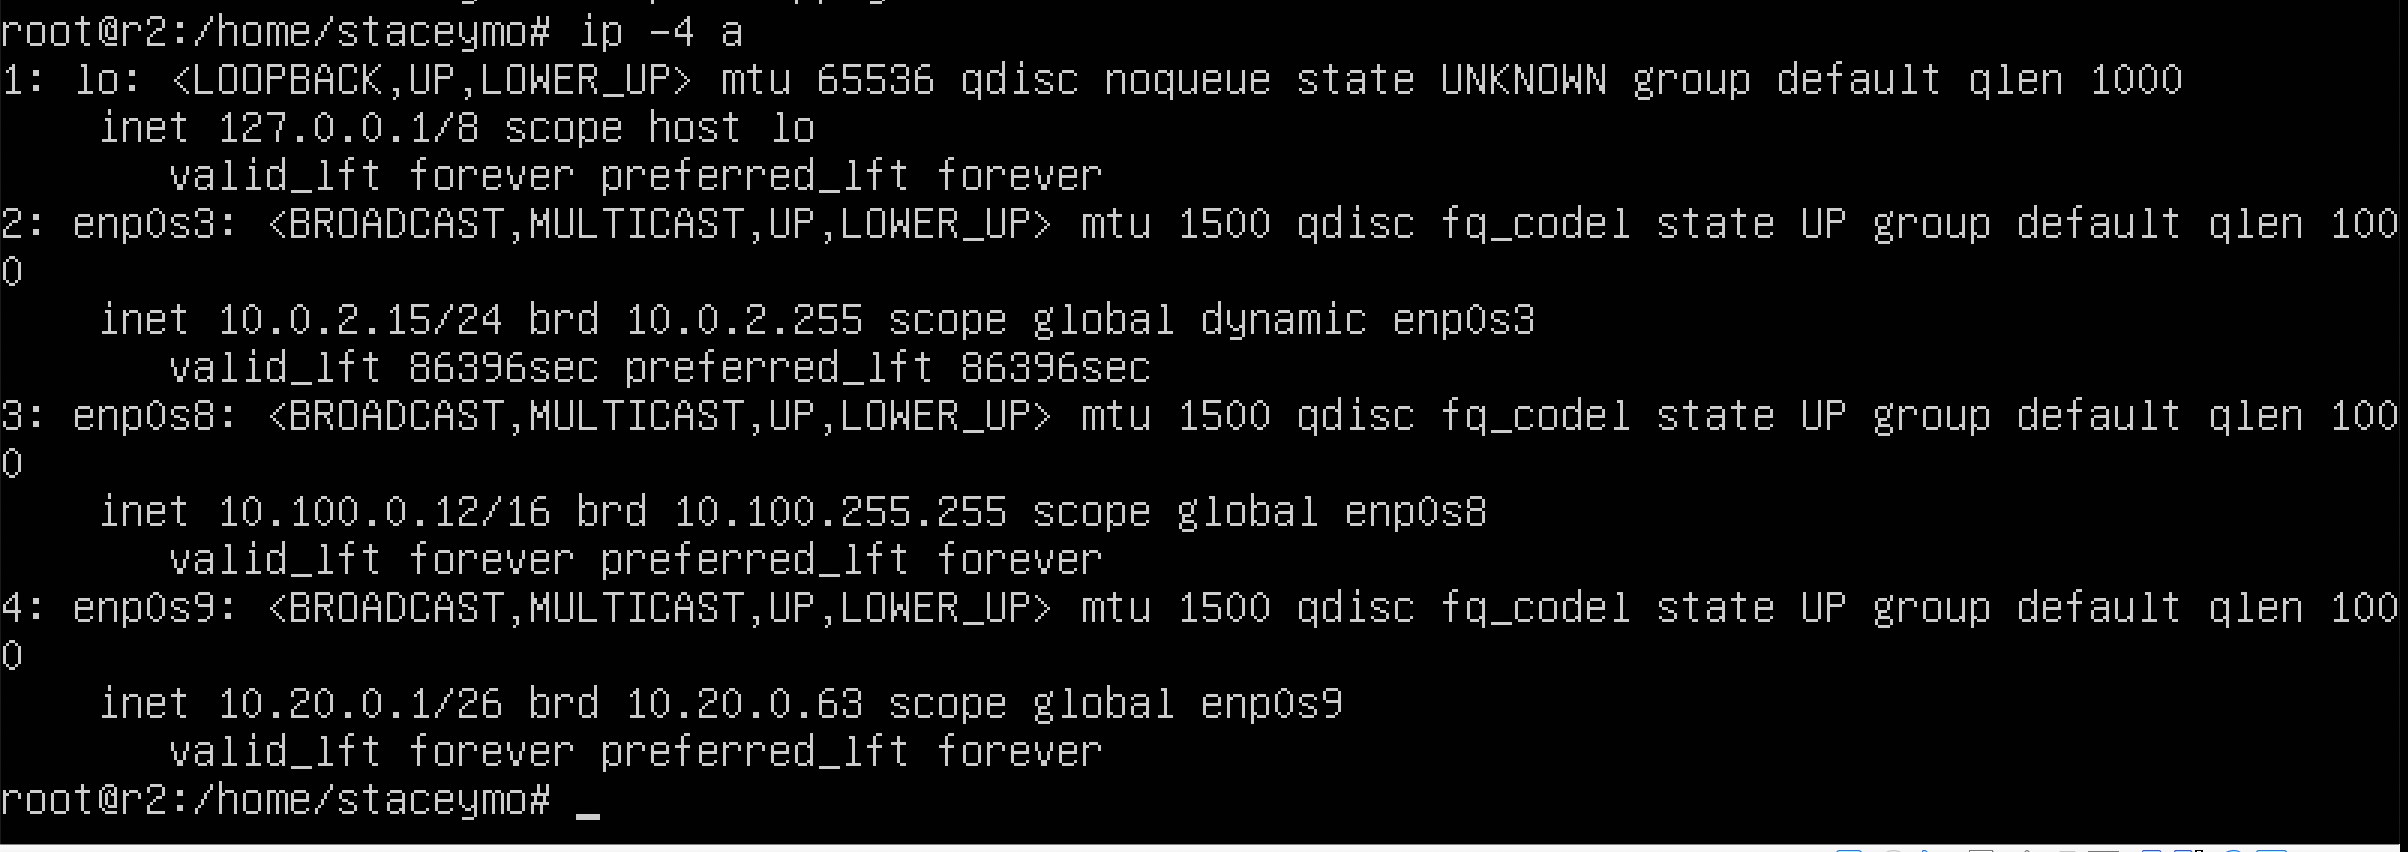 root@r2:/home/staceymo# ip -4 a
1: lo: <LOOPBACK,UP,LOWER_UP> mtu 65536 qdisc noqueue state UNKNOWN group default qlen 1000
    inet 127.0.0.1/8 scope host lo
       valid_lft forever preferred_lft forever
2: enp0s3: <BROADCAST,MULTICAST,UP,LOWER_UP> mtu 1500 qdisc fq_codel state UP group default qlen 100
0
    inet 10.0.2.15/24 brd 10.0.2.255 scope global dynamic enp0s3
       valid_lft 86396sec preferred_lft 86396sec
3: enp0s8: <BROADCAST,MULTICAST,UP,LOWER_UP> mtu 1500 qdisc fq_codel state UP group default qlen 100
0
    inet 10.100.0.12/16 brd 10.100.255.255 scope global enp0s8
       valid_lft forever preferred_lft forever
4: enp0s9: <BROADCAST,MULTICAST,UP,LOWER_UP> mtu 1500 qdisc fq_codel state UP group default qlen 100
0
    inet 10.20.0.1/26 brd 10.20.0.63 scope global enp0s9
       valid_lft forever preferred_lft forever
root@r2:/home/staceymo# _